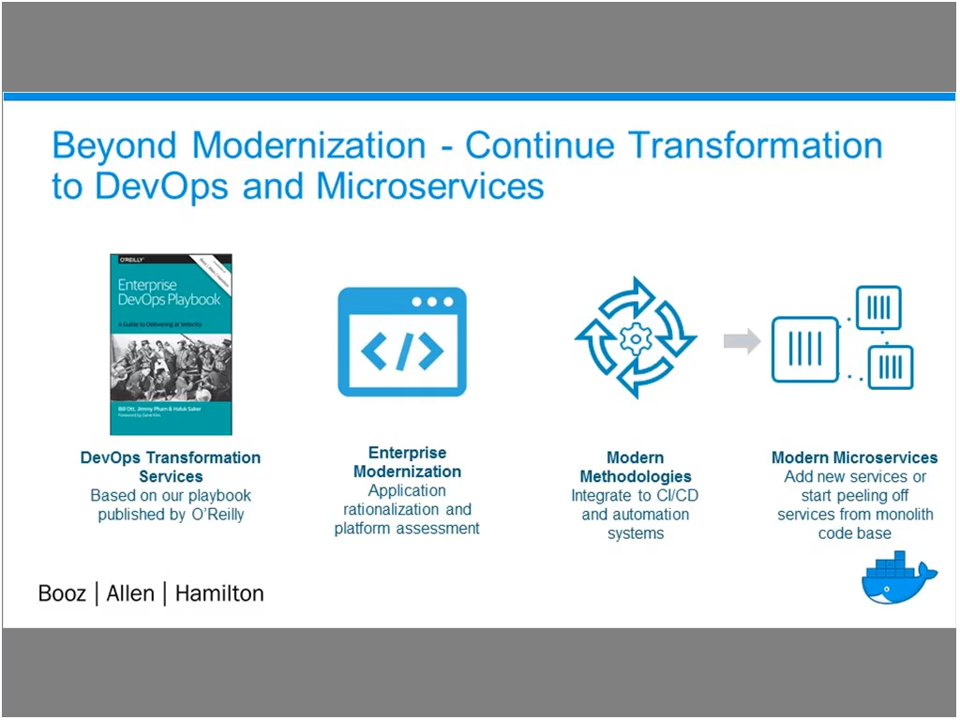 Beyond Modernization - Continue Transformation
to DevOps and Microservices
O'REILLY
Enterprise
DevOps Playbook
A Guide to Delivering at Velocity
Bill Ott, Jimmy Pham & Haluk Saker
DevOps Transformation
Services
Based on our playbook
published by O'Reilly
Enterprise
Modernization
Application
rationalization and
platform assessment
Modern
Methodologies
Integrate to CI/CD
and automation
systems
Modern Microservices
Add new services or
start peeling off
services from monolith
code base
Booz | Allen | Hamilton